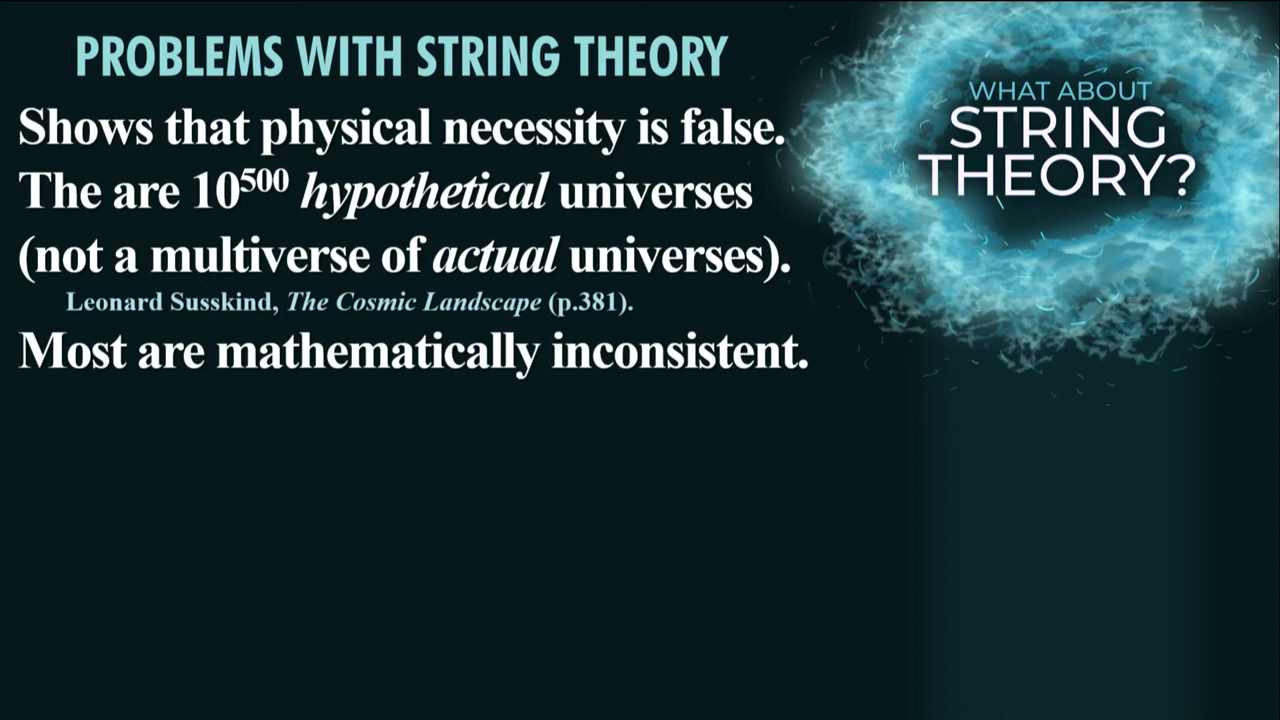 PROBLEMS WITH STRING THEORY
Shows that physical necessity is false.
The are 10⁵⁰⁰ hypothetical universes
(not a multiverse of actual universes).
Leonard Susskind, The Cosmic Landscape (p.381).
Most are mathematically inconsistent.
WHAT ABOUT
STRING
THEORY?